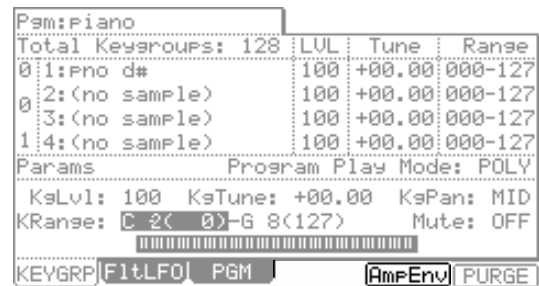 Pgm:piano
Total Keygroups: 128 LVL Tune Range
0 1:pno d# 100 +00.00 000-127
0 2:(no sample) 100 +00.00 000-127
3:(no sample) 100 +00.00 000-127
1 4:(no sample) 100 +00.00 000-127
Params Program Play Mode: POLY
KgLvl: 100 KgTune: +00.00 KgPan: MID
KRange: C 2( 0)-G 8(127) Mute: OFF
KEYGRP FltLFO PGM AmpEnv PURGE